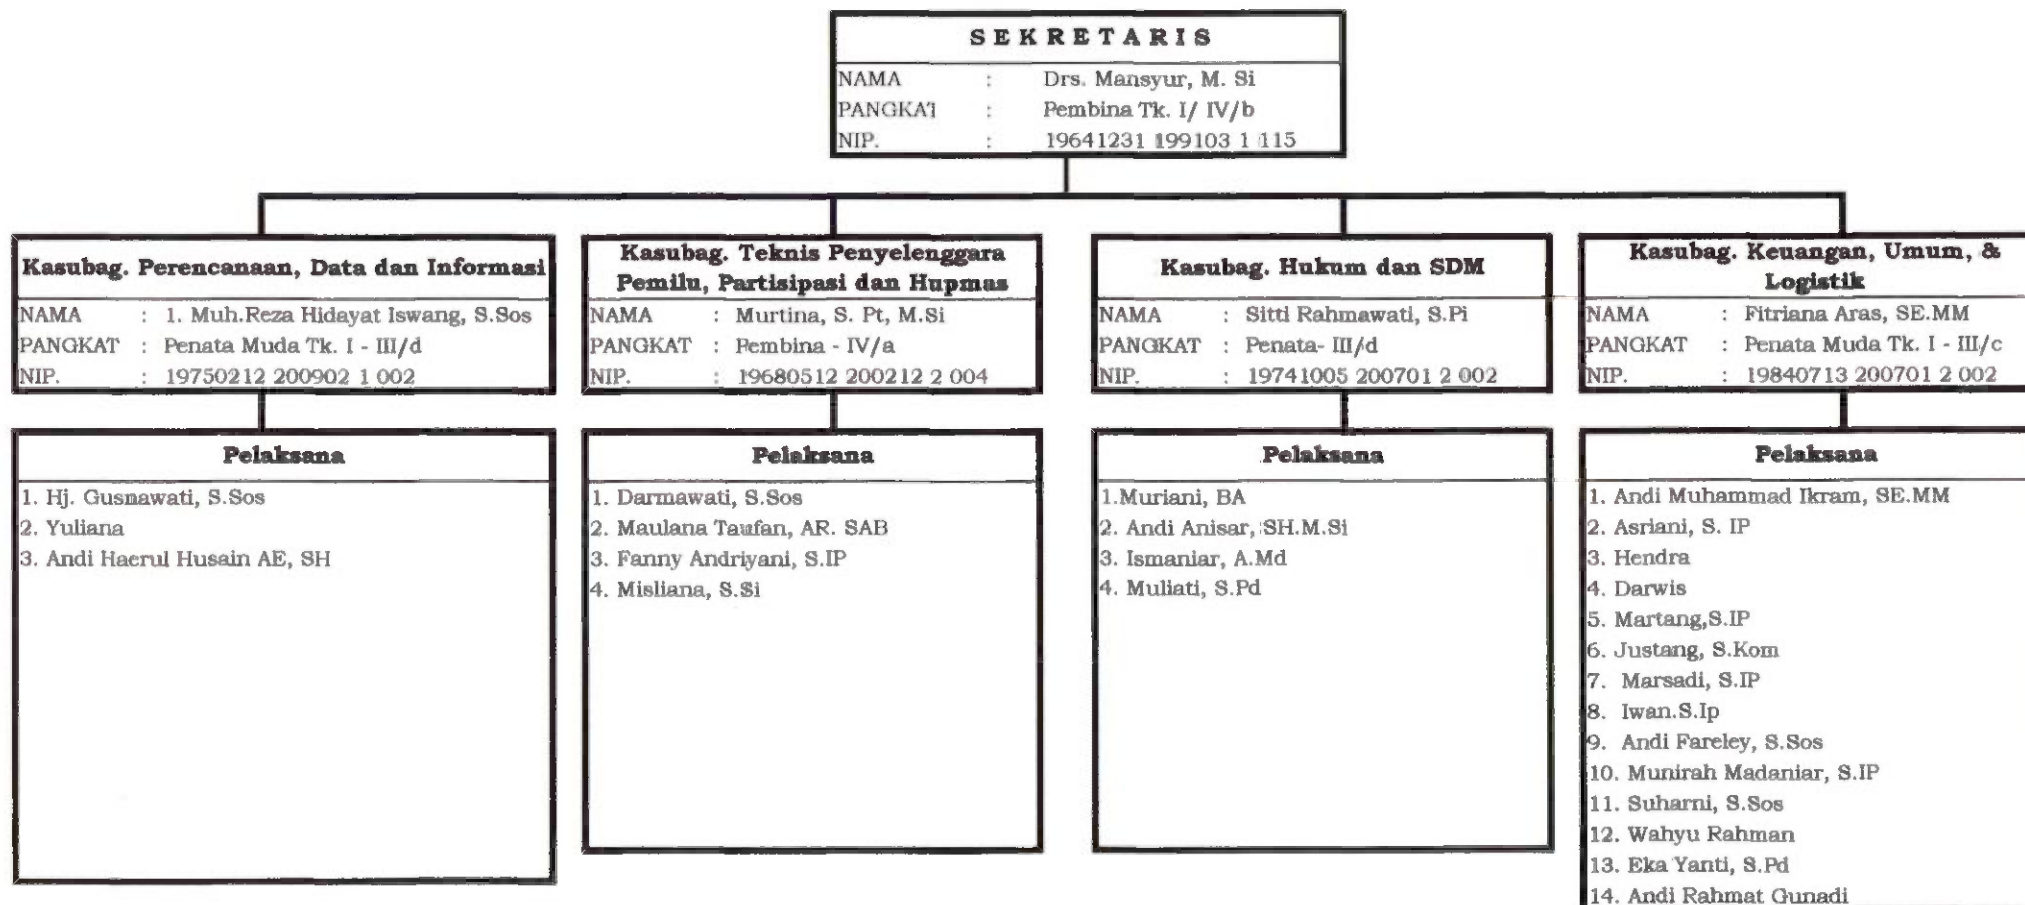 SEKRETARIS
NAMA : Drs. Mansyur, M. Si
PANGKAT : Pembina Tk. I/ IV/b
NIP. : 19641231 199103 1 115
Kasubag. Perencanaan, Data dan Informasi
NAMA : 1. Muh.Reza Hidayat Iswang, S.Sos
PANGKAT : Penata Muda Tk. I - III/d
NIP. : 19750212 200902 1 002
Pelaksana
1. Hj. Gusnawati, S.Sos
2. Yuliana
3. Andi Haerul Husain AE, SH
Kasubag. Teknis Penyelenggara
Pemilu, Partisipasi dan Hupmas
NAMA : Murtina, S. Pt, M.Si
PANGKAT : Pembina - IV/a
NIP. : 19680512 200212 2 004
Pelaksana
1. Darmawati, S.Sos
2. Maulana Taufan, AR. SAB
3. Fanny Andriyani, S.IP
4. Misliana, S.Si
Kasubag. Hukum dan SDM
NAMA : Sitti Rahmawati, S.Pi
PANGKAT : Penata- III/d
NIP. : 19741005 200701 2 002
Pelaksana
1.Muriani, BA
2. Andi Anisar, SH.M.Si
3. Ismaniar, A.Md
4. Muliati, S.Pd
Kasubag. Keuangan, Umum, &
Logistik
NAMA : Fitriana Aras, SE.MM
PANGKAT : Penata Muda Tk. I - III/c
NIP. : 19840713 200701 2 002
Pelaksana
1. Andi Muhammad Ikram, SE.MM
2. Asriani, S. IP
3. Hendra
4. Darwis
5. Martang,S.IP
6. Justang, S.Kom
7. Marsadi, S.IP
8. Iwan.S.Ip
9. Andi Fareley, S.Sos
10. Munirah Madaniar, S.IP
11. Suharni, S.Sos
12. Wahyu Rahman
13. Eka Yanti, S.Pd
14. Andi Rahmat Gunadi